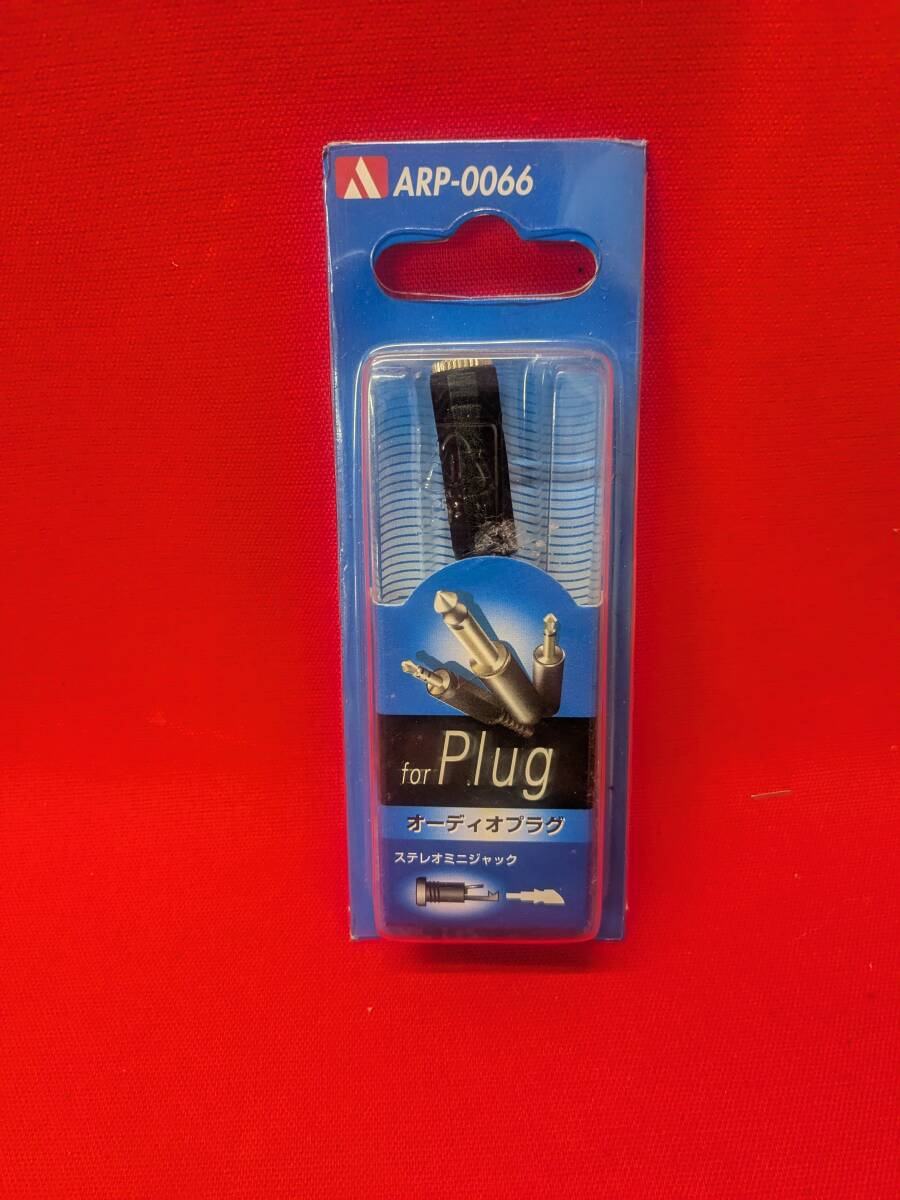 ARP-0066
for Plug
オーディオプラグ
ステレオミニジャック